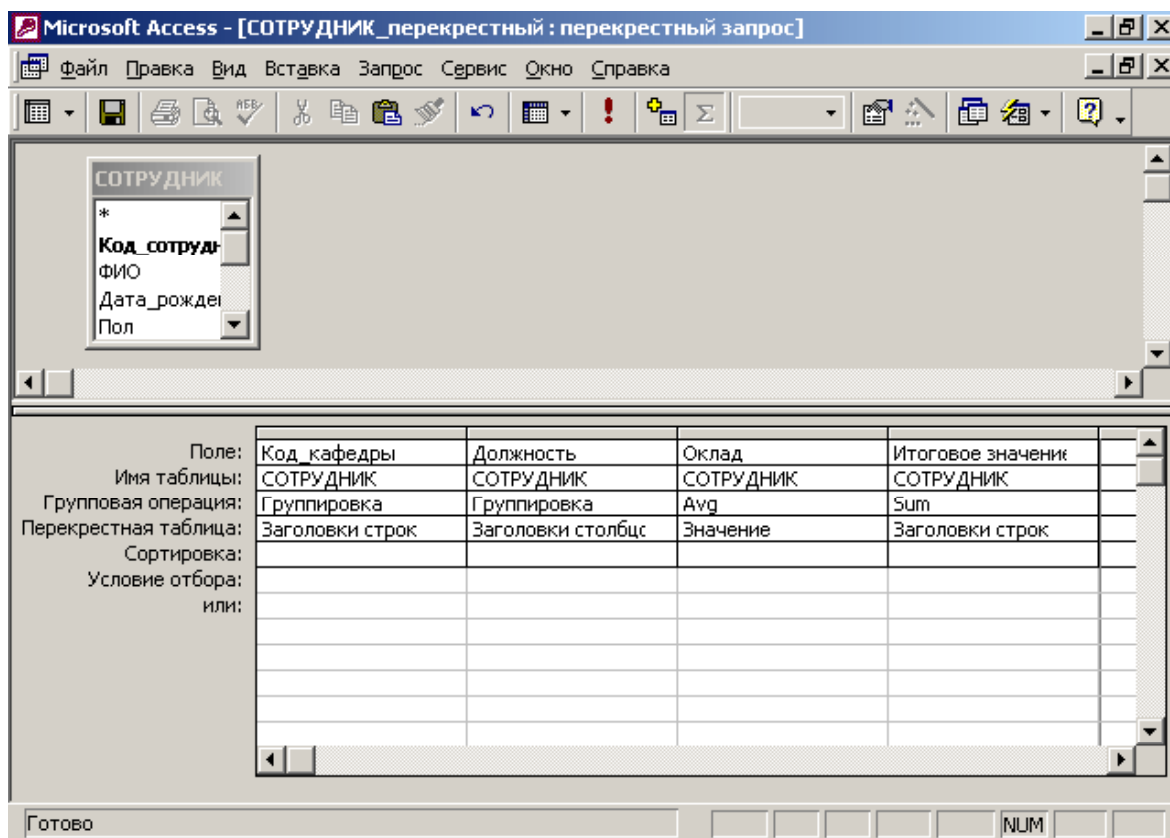 Microsoft Access - [СОТРУДНИК_перекрестный : перекрестный запрос]
Файл Правка Вид Вставка Запрос Сервис Окно Справка
СОТРУДНИК
*
Код_сотрудн
ФИО
Дата_рожде
Пол
Поле: Код_кафедры Должность Оклад Итоговое значение
Имя таблицы: СОТРУДНИК СОТРУДНИК СОТРУДНИК СОТРУДНИК
Групповая операция: Группировка Группировка Avg Sum
Перекрестная таблица: Заголовки строк Заголовки столбцо Значение Заголовки строк
Сортировка:
Условие отбора:
или:
Готово NUM